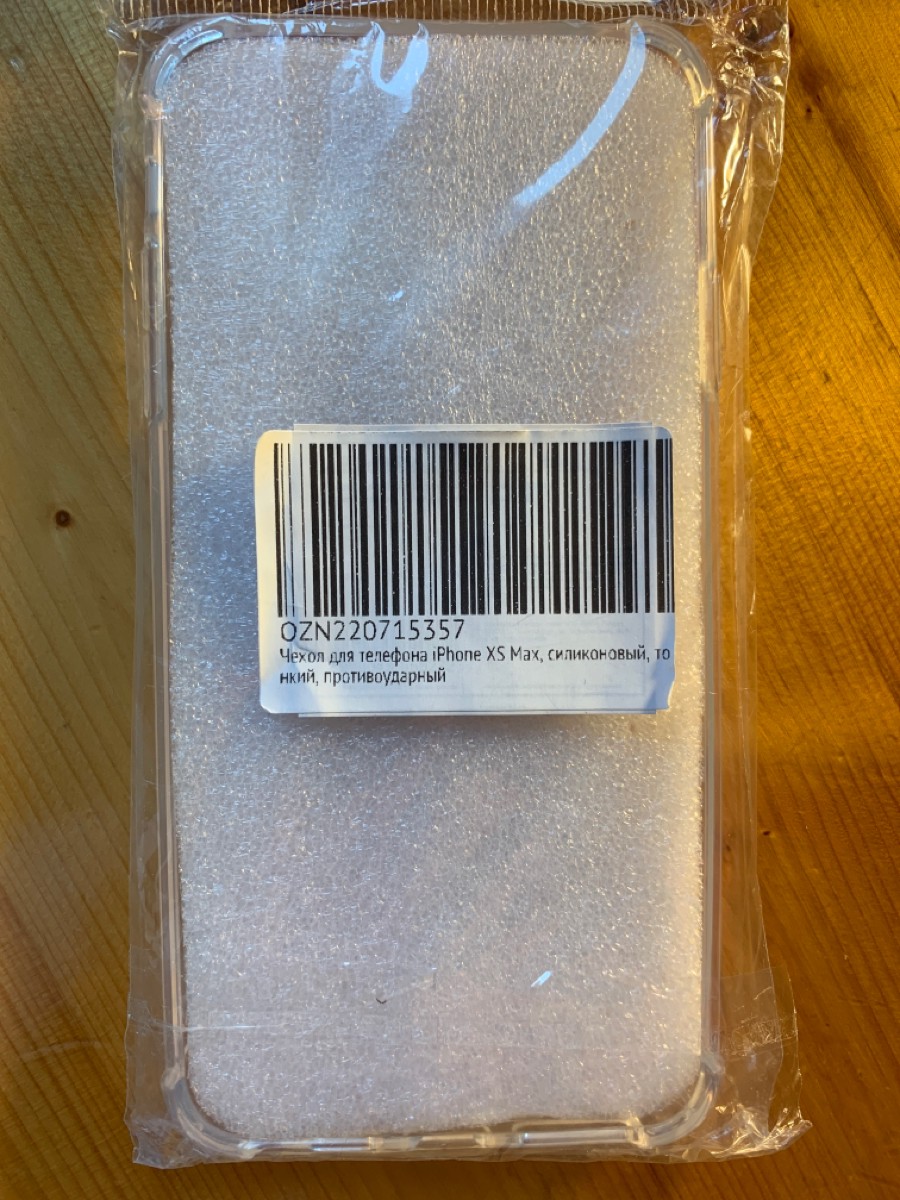 OZN220715357
Чехол для телефона iPhone XS Max, силиконовый, то
нкий, противоударный